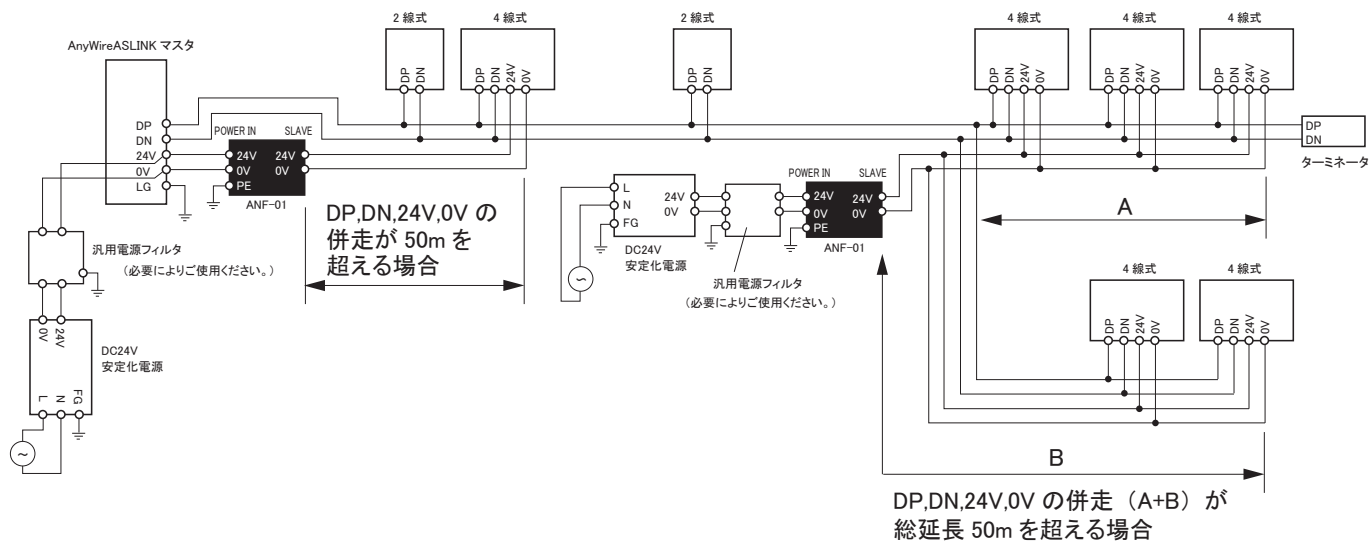 AnyWireASLINK マスタ
DP
DN
24V
0V
LG
POWER IN
SLAVE
24V
0V
PE
24V
0V
ANF-01
汎用電源フィルタ
(必要によりご使用ください。)
0V
24V
DC24V
安定化電源
L
N
FG
~
2 線式
DP
DN
4 線式
DP
DN
24V
0V
DP,DN,24V,0V の
併走が 50m を
超える場合
2 線式
DP
DN
L
N
FG
24V
0V
DC24V
安定化電源
~
汎用電源フィルタ
(必要によりご使用ください。)
POWER IN
SLAVE
24V
0V
PE
24V
0V
ANF-01
4 線式
DP
DN
24V
0V
4 線式
DP
DN
24V
0V
4 線式
DP
DN
24V
0V
DP
DN
ターミネータ
A
4 線式
DP
DN
24V
0V
4 線式
DP
DN
24V
0V
B
DP,DN,24V,0V の併走（A+B）が
総延長 50m を超える場合